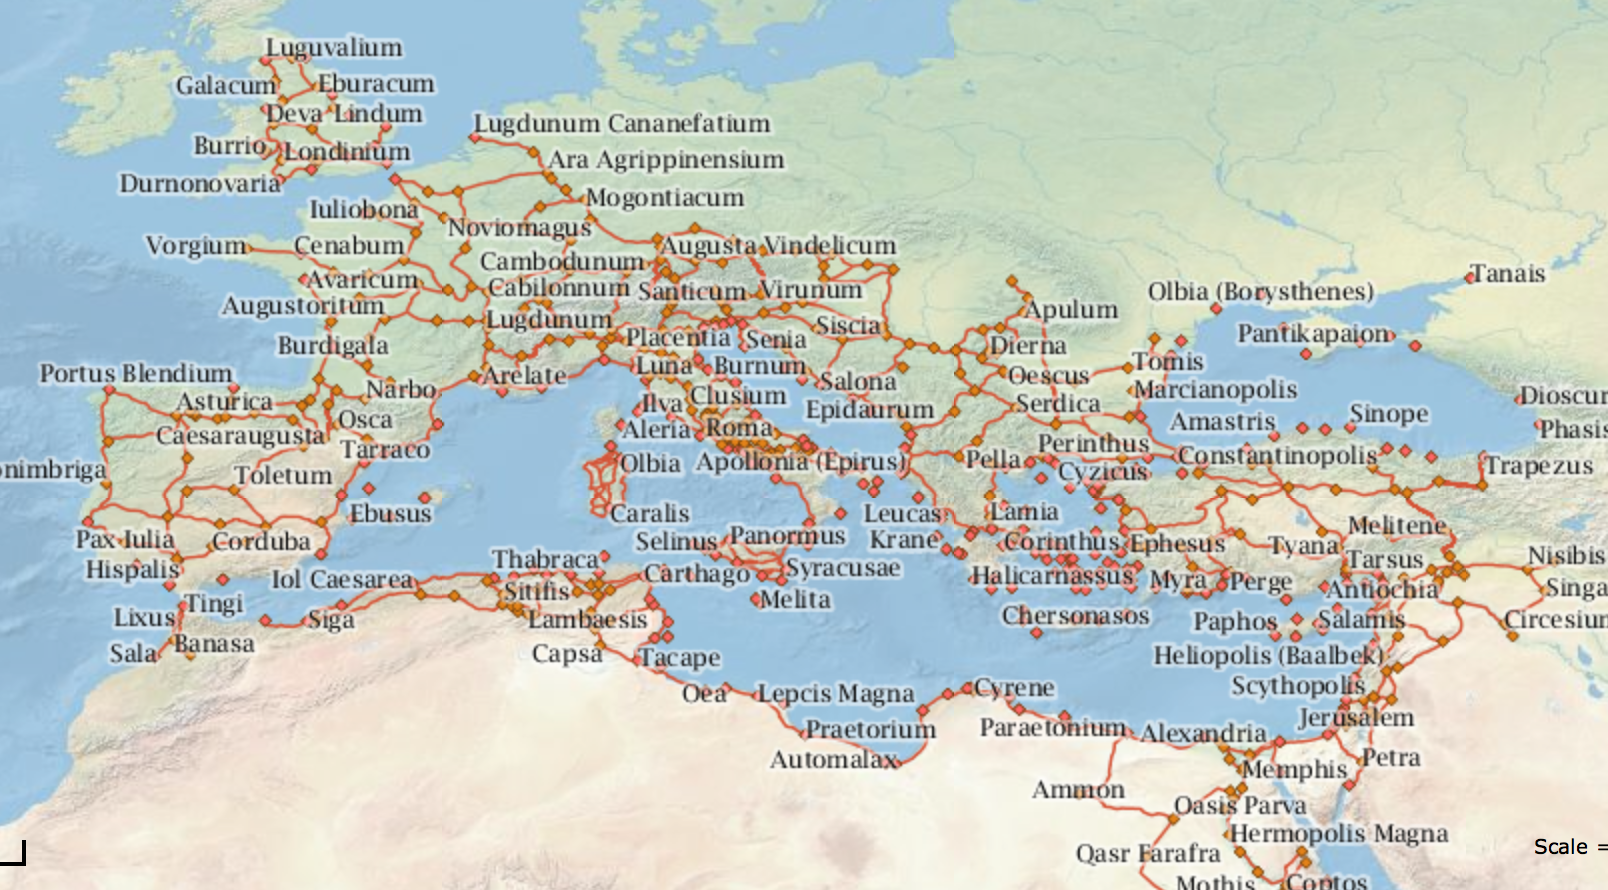 Luguvalium
Galacum
Eburacum
Deva
Lindum
Lugdunum Cananefatium
Burrio
Londinium
Ara Agrippinensium
Durnonovaria
Mogontiacum
Iuliobona
Noviomagus
Vorgium
Cenabum
Augusta Vindelicum
Cambodunum
Avaricum
Cabilonnum
Santicum
Virunum
Olbia (Borysthenes)
Tanais
Augustoritum
Lugdunum
Siscia
Apulum
Burdigala
Placentia
Senia
Dierna
Pantikapaion
Portus Blendium
Narbo
Arelate
Luna
Burnum
Salona
Oescus
Tomis
Asturica
Ilva
Clusium
Epidaurum
Serdica
Marcianopolis
Dioscur
Osca
Aleria
Roma
Amastris
Sinope
Phasis
Caesaraugusta
Tarraco
Perinthus
onimbriga
Toletum
Olbia
Apollonia (Epirus)
Pella
Cyzicus
Constantinopolis
Trapezus
Ebusus
Caralis
Leucas
Lamia
Pax Iulia
Corduba
Selinus
Panormus
Krane
Corinthus
Ephesus
Melitene
Hispalis
Thabraca
Tyana
Tarsus
Nisibis
Iol Caesarea
Sitifis
Carthago
Syracusae
Halicarnassus
Myra
Perge
Antiochia
Singa
Lixus
Tingi
Siga
Lambaesis
Melita
Chersonasos
Paphos
Salamis
Circesiun
Sala
Banasa
Capsa
Tacape
Heliopolis (Baalbek)
Oea
Lepcis Magna
Cyrene
Scythopolis
Praetorium
Paraetonium
Alexandria
Jerusalem
Automalax
Memphis
Petra
Ammon
Oasis Parva
Hermopolis Magna
Qasr Farafra
Scale =
Mothis
Coptos